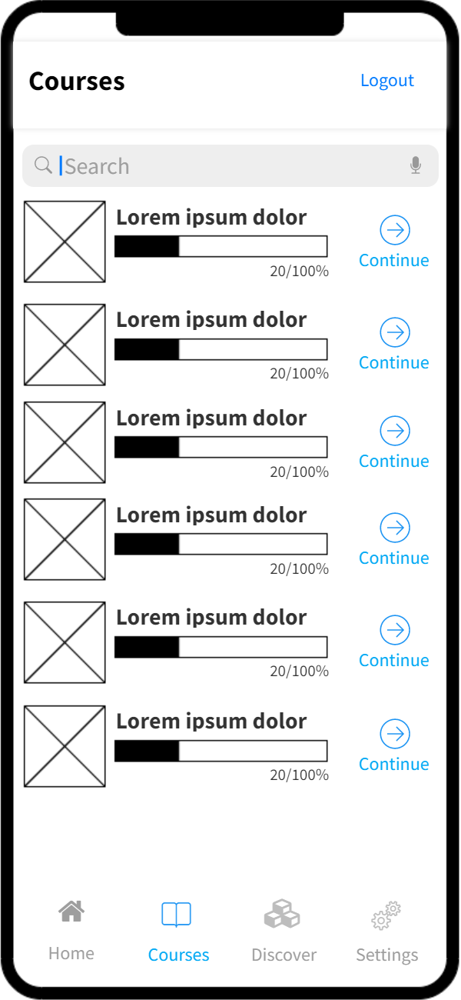 Courses
Logout
Search
Lorem ipsum dolor
20/100%
Continue
Lorem ipsum dolor
20/100%
Continue
Lorem ipsum dolor
20/100%
Continue
Lorem ipsum dolor
20/100%
Continue
Lorem ipsum dolor
20/100%
Continue
Lorem ipsum dolor
20/100%
Continue
Home
Courses
Discover
Settings